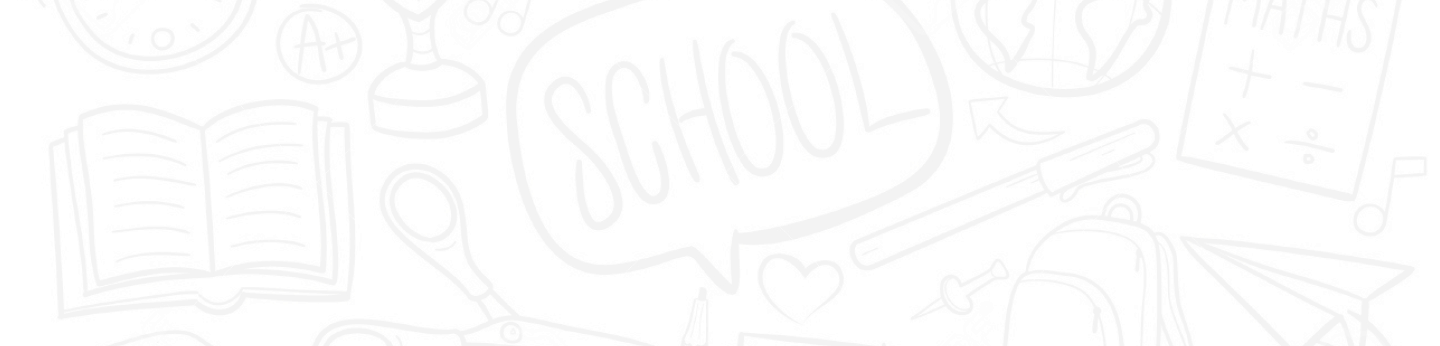 A+
SCHOOL
MATHS
+ −
× ÷